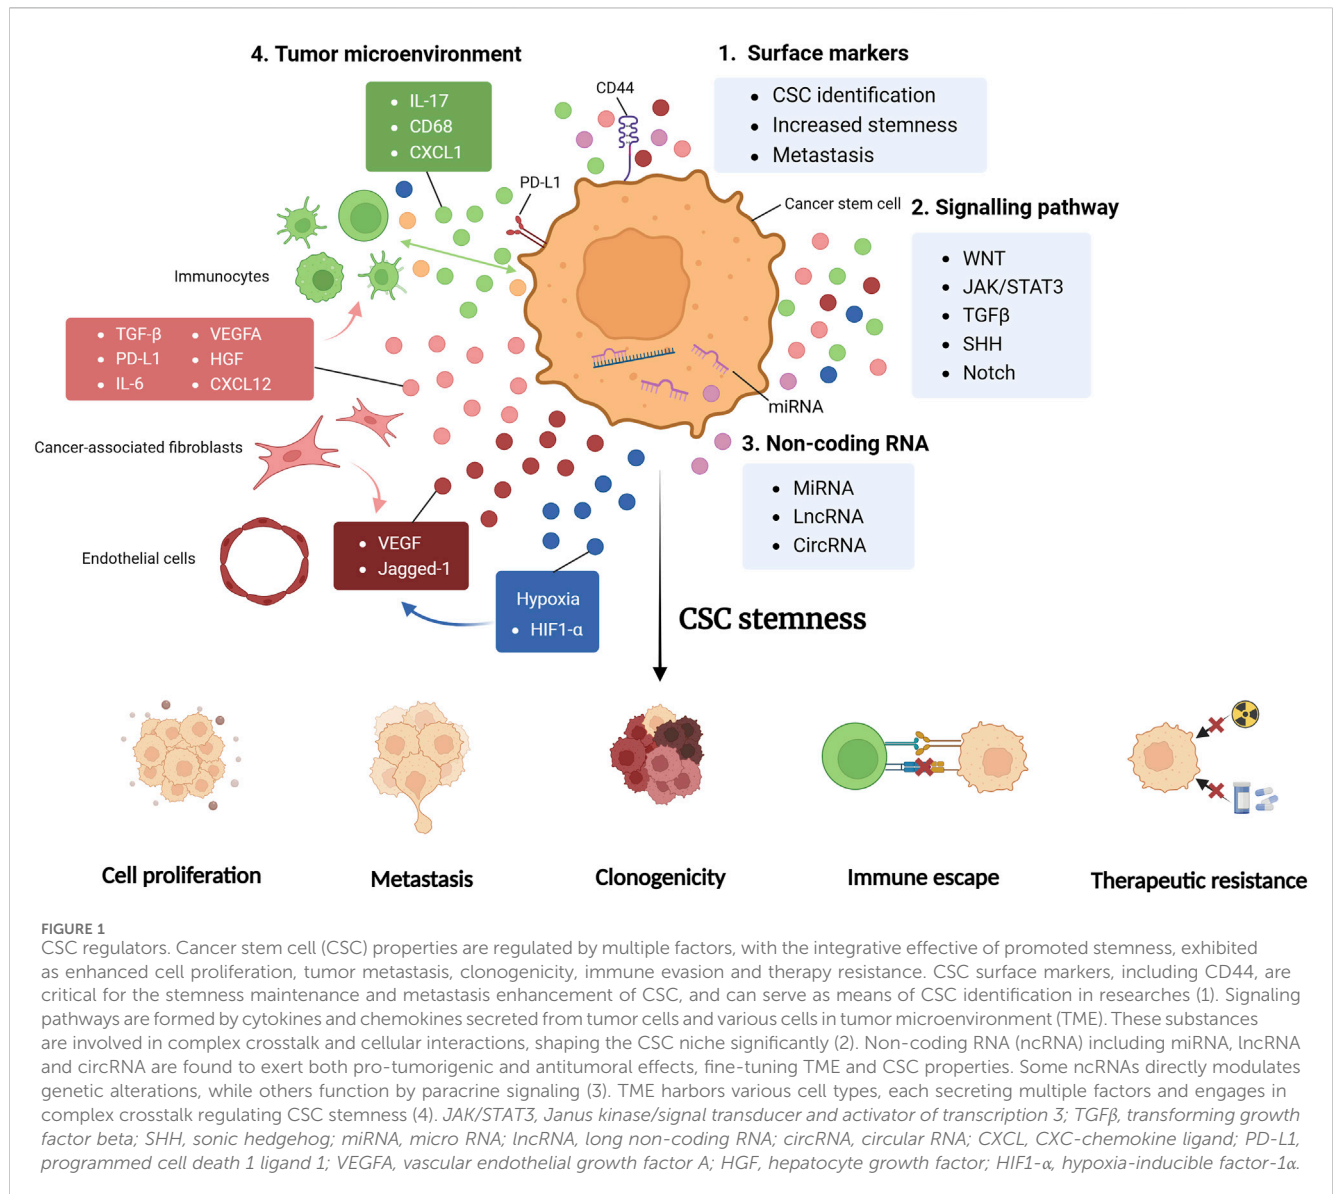 4. Tumor microenvironment
IL-17
CD68
CXCL1
CD44
1. Surface markers
CSC identification
Increased stemness
Metastasis
PD-L1
Cancer stem cell
2. Signalling pathway
WNT
JAK/STAT3
TGFβ
SHH
Notch
Immunocytes
TGF-β
PD-L1
IL-6
VEGFA
HGF
CXCL12
miRNA
3. Non-coding RNA
MiRNA
LncRNA
CircRNA
Cancer-associated fibroblasts
Endothelial cells
VEGF
Jagged-1
Hypoxia
HIF1-α
CSC stemness
Cell proliferation
Metastasis
Clonogenicity
Immune escape
Therapeutic resistance
FIGURE 1
CSC regulators. Cancer stem cell (CSC) properties are regulated by multiple factors, with the integrative effective of promoted stemness, exhibited
as enhanced cell proliferation, tumor metastasis, clonogenicity, immune evasion and therapy resistance. CSC surface markers, including CD44, are
critical for the stemness maintenance and metastasis enhancement of CSC, and can serve as means of CSC identification in researches (1). Signaling
pathways are formed by cytokines and chemokines secreted from tumor cells and various cells in tumor microenvironment (TME). These substances
are involved in complex crosstalk and cellular interactions, shaping the CSC niche significantly (2). Non-coding RNA (ncRNA) including miRNA, lncRNA
and circRNA are found to exert both pro-tumorigenic and antitumoral effects, fine-tuning TME and CSC properties. Some ncRNAs directly modulates
genetic alterations, while others function by paracrine signaling (3). TME harbors various cell types, each secreting multiple factors and engages in
complex crosstalk regulating CSC stemness (4). JAK/STAT3, Janus kinase/signal transducer and activator of transcription 3; TGFβ, transforming growth
factor beta; SHH, sonic hedgehog; miRNA, micro RNA; lncRNA, long non-coding RNA; circRNA, circular RNA; CXCL, CXC-chemokine ligand; PD-L1,
programmed cell death 1 ligand 1; VEGFA, vascular endothelial growth factor A; HGF, hepatocyte growth factor; HIF1-α, hypoxia-inducible factor-1α.